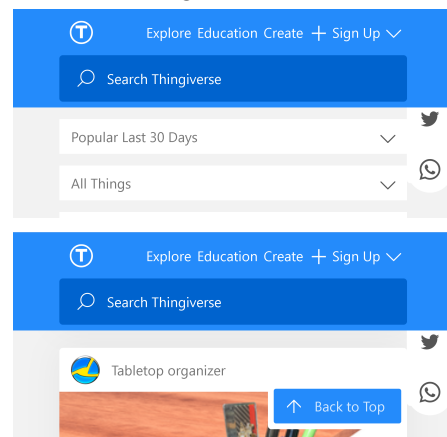 Explore Education Create + Sign Up
Search Thingiverse
Popular Last 30 Days
All Things
Explore Education Create + Sign Up
Search Thingiverse
Tabletop organizer
Back to Top